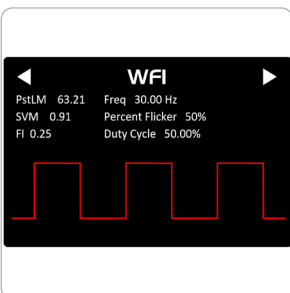 WFI
PstLM 63.21 Freq 30.00 Hz
SVM 0.91 Percent Flicker 50%
FI 0.25 Duty Cycle 50.00%